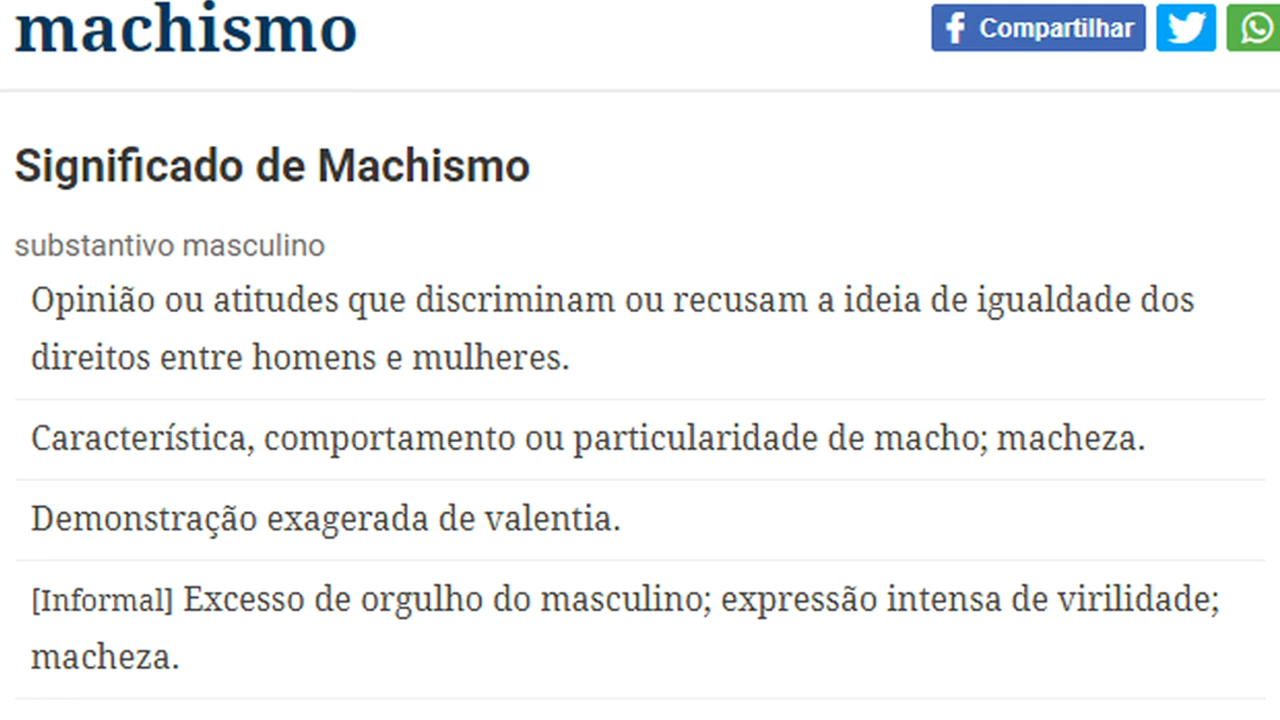 machismo
Compartilhar
Significado de Machismo
substantivo masculino
Opinião ou atitudes que discriminam ou recusam a ideia de igualdade dos
direitos entre homens e mulheres.
Característica, comportamento ou particularidade de macho; macheza.
Demonstração exagerada de valentia.
[Informal] Excesso de orgulho do masculino; expressão intensa de virilidade;
macheza.